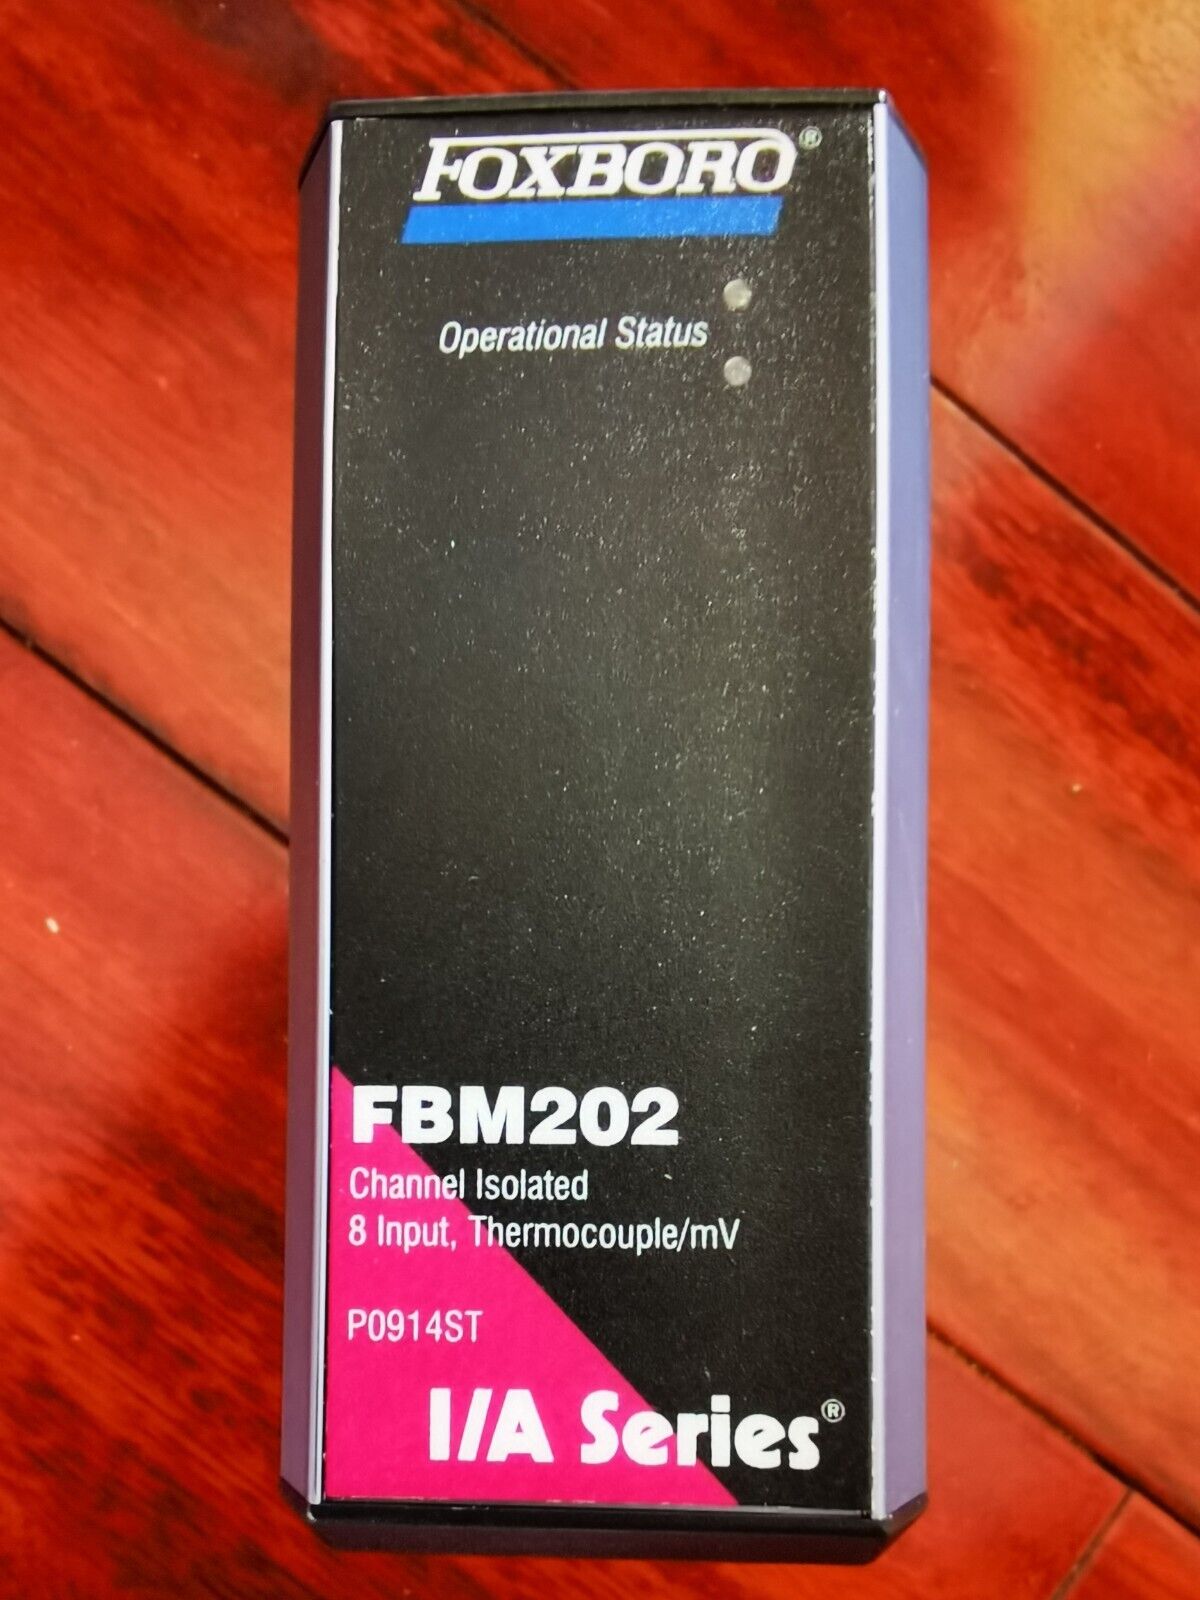 FOXBORO®
Operational Status
FBM202
Channel Isolated
8 Input, Thermocouple/mV
P0914ST
I/A Series®